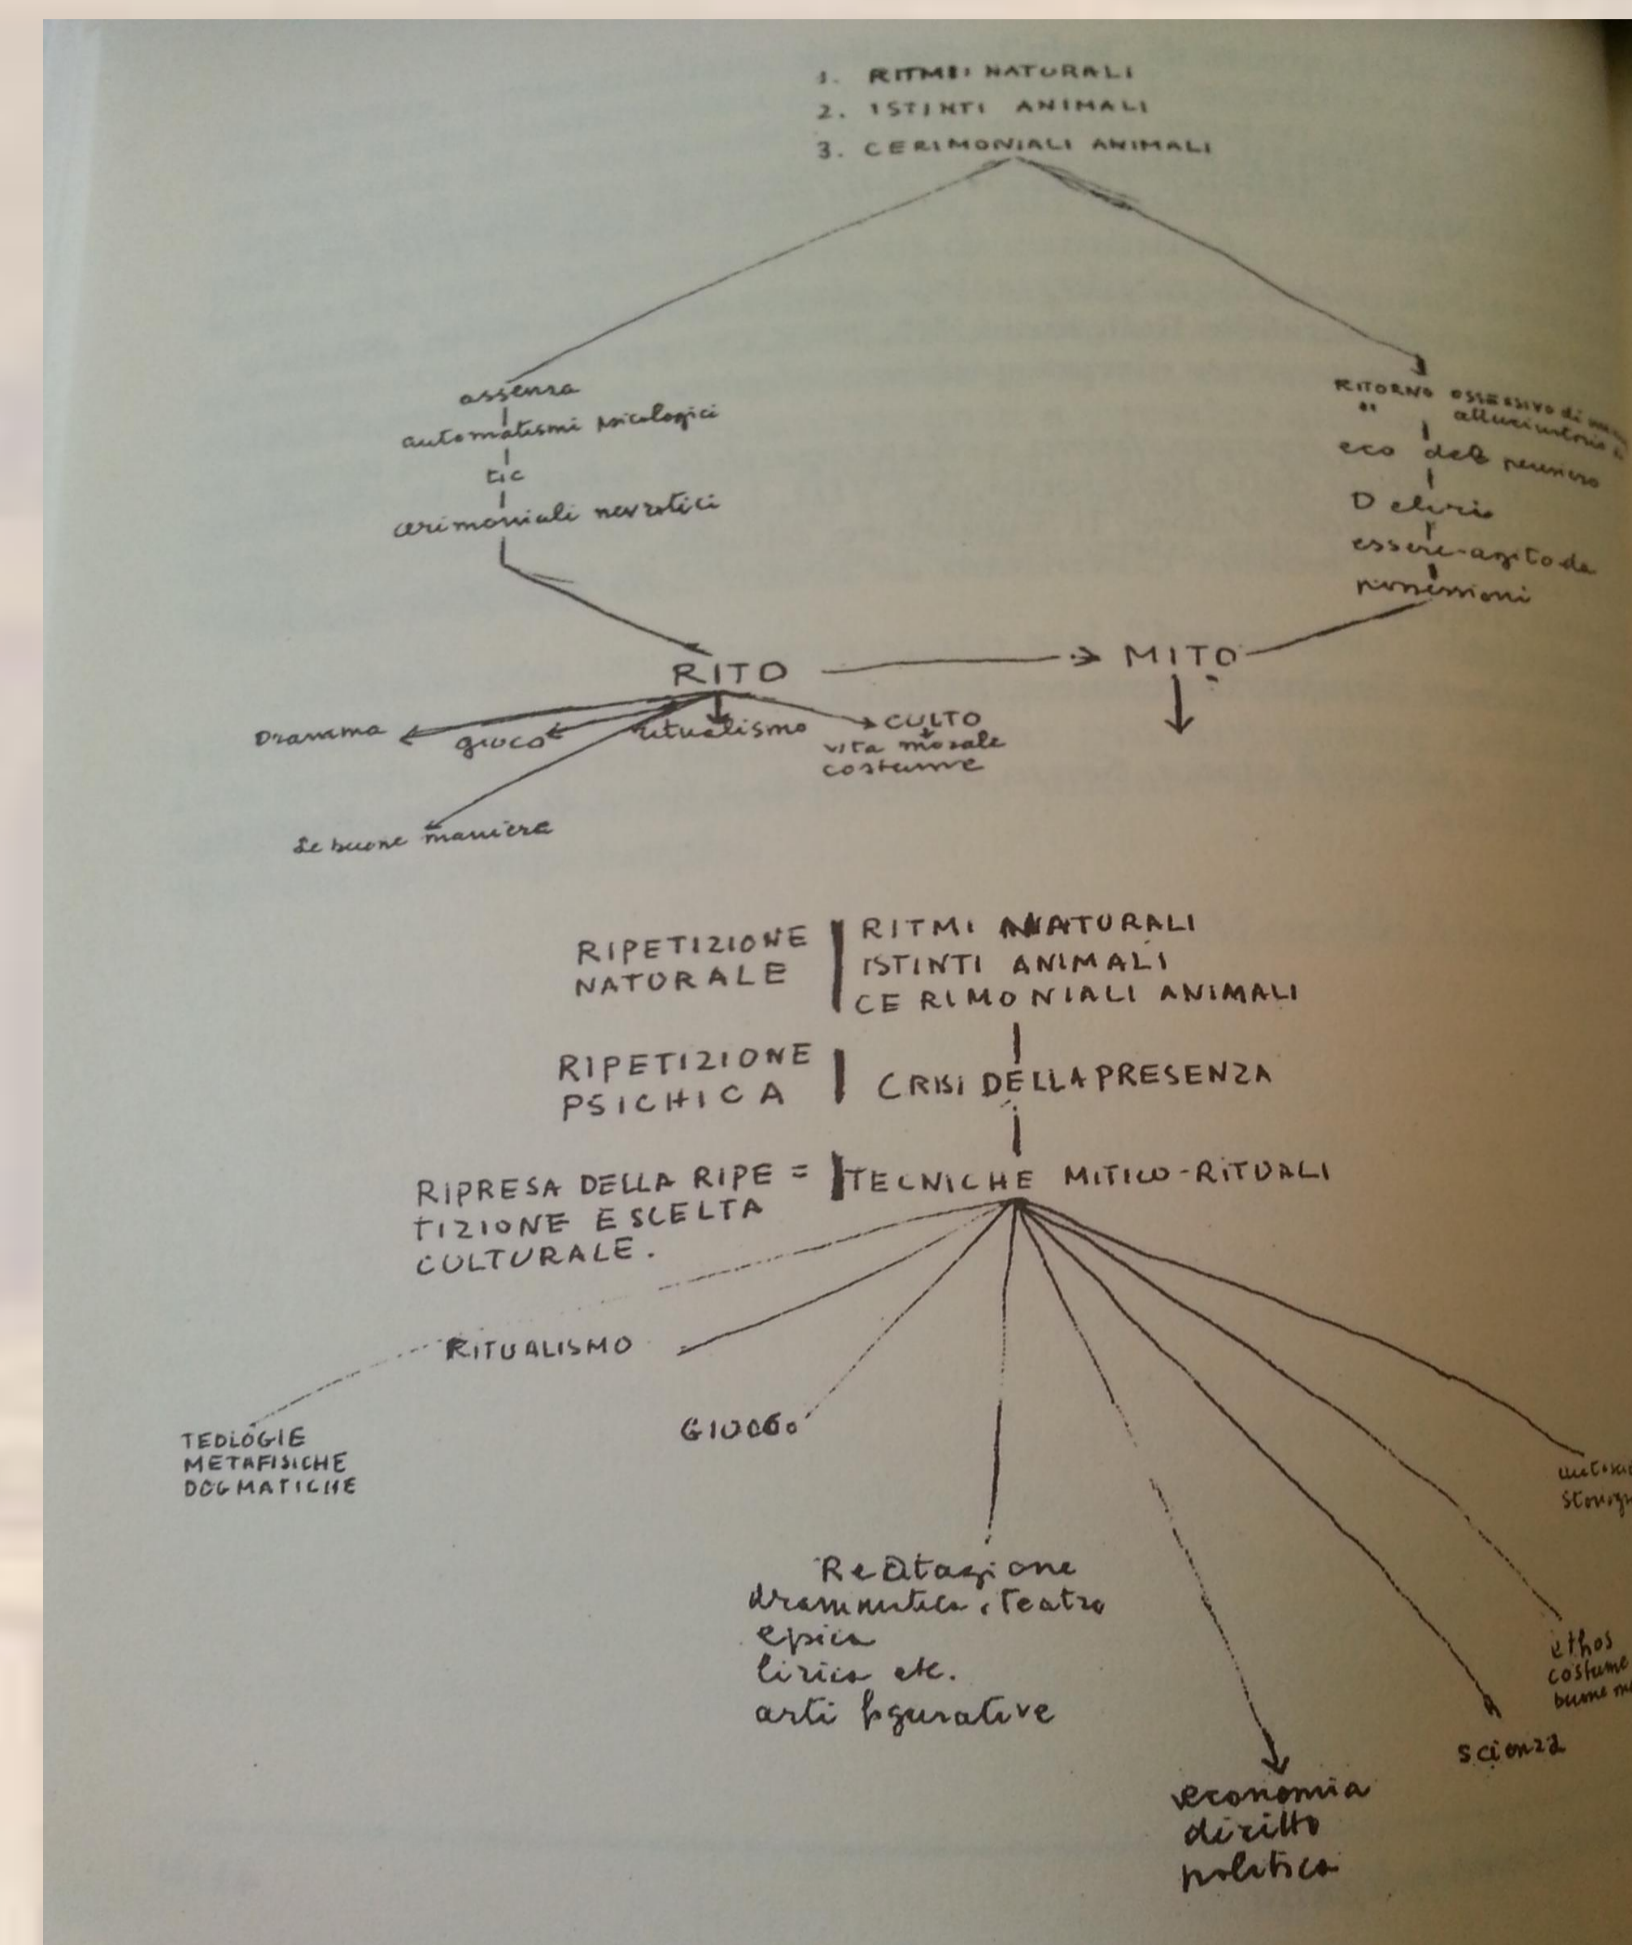 1. RITMI NATURALI
2. ISTINTI ANIMALI
3. CERIMONIALI ANIMALI
assenza
automatismi psicologici
tic
cerimoniali nevrotici
RITORNO OSSESSIVO di
eco del pensiero
Deliri
essere-agito da
possessioni
RITO
MITO
Dramma
gioco
ritualismo
CULTO
vita morale
costume
Le buone maniere
RIPETIZIONE
NATURALE
RITMI NATURALI
ISTINTI ANIMALI
CERIMONIALI ANIMALI
RIPETIZIONE
PSICHICA
CRISI DELLA PRESENZA
RIPRESA DELLA RIPE =
TIZIONE E SCELTA
CULTURALE.
TECNICHE MITICO-RITUALI
RITUALISMO
TEOLOGIE
METAFISICHE
DOGMATICHE
GIUOCO
Recitazione
drammatica, teatro
epica
lirica etc.
arti figurative
economia
diritto
politica
scienza
ethos
costume
buone